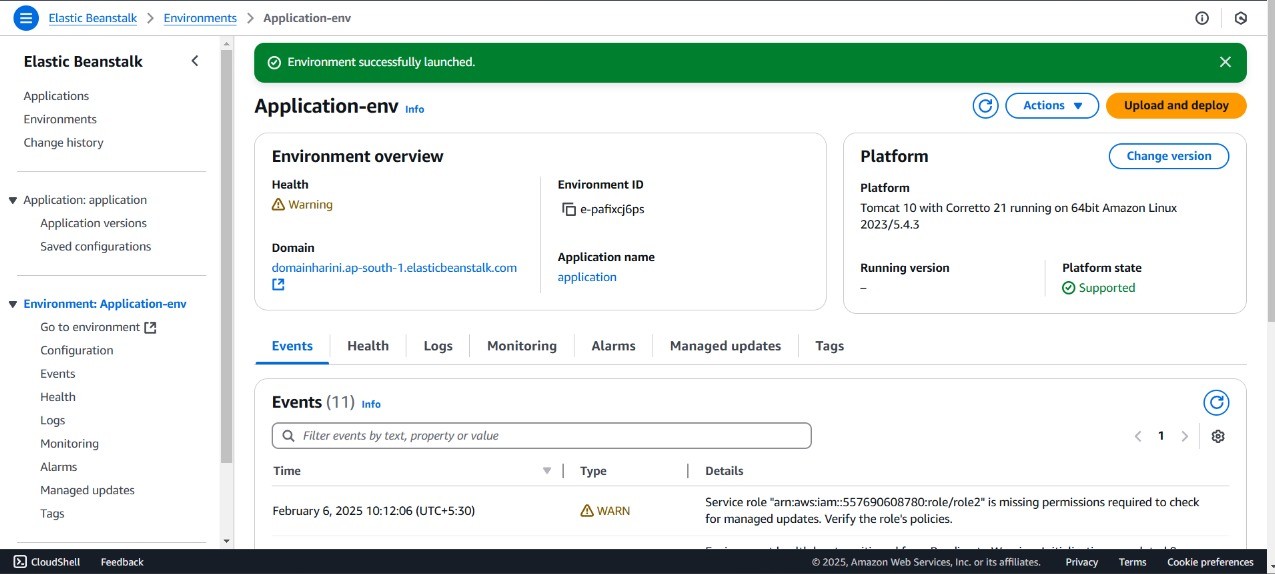 Elastic Beanstalk > Environments > Application-env
Elastic Beanstalk
Applications
Environments
Change history
Application: application
Application versions
Saved configurations
Environment: Application-env
Go to environment
Configuration
Events
Health
Logs
Monitoring
Alarms
Managed updates
Tags
Environment successfully launched.
Application-env Info
Actions
Upload and deploy
Environment overview
Health
Warning
Domain
domainharini.ap-south-1.elasticbeanstalk.com
Environment ID
e-pafixcj6ps
Application name
application
Platform
Change version
Platform
Tomcat 10 with Corretto 21 running on 64bit Amazon Linux
2023/5.4.3
Running version
–
Platform state
Supported
Events Health Logs Monitoring Alarms Managed updates Tags
Events (11) Info
Filter events by text, property or value
1
Time Type Details
February 6, 2025 10:12:06 (UTC+5:30) WARN Service role "arn:aws:iam::557690608780:role/role2" is missing permissions required to check
for managed updates. Verify the role's policies.
CloudShell Feedback © 2025, Amazon Web Services, Inc. or its affiliates. Privacy Terms Cookie preferences